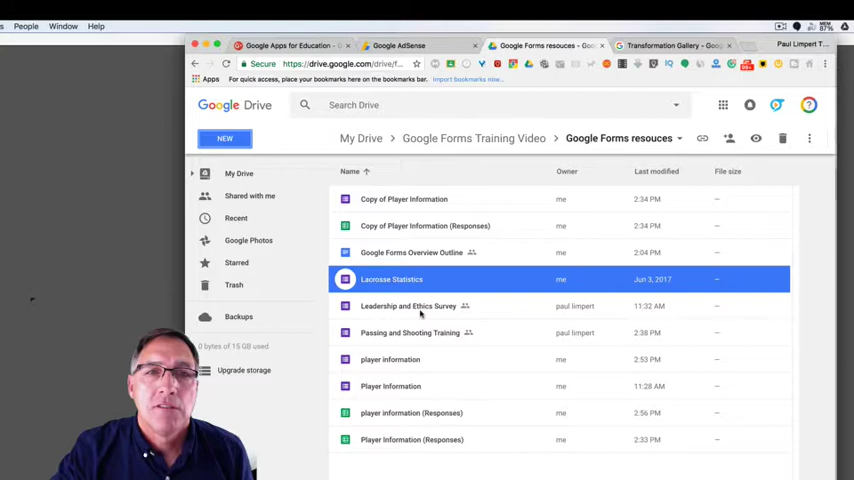 s People Window Help
MEM
87%
Google Apps for Education - G
Google AdSense
Google Forms resouces - Goo
Transformation Gallery - Goog
Paul Limpert T...
Secure https://drive.google.com/drive/f...
99+
Apps For quick access, place your bookmarks here on the bookmarks bar. Import bookmarks now...
Google Drive
Search Drive
NEW
My Drive > Google Forms Training Video > Google Forms resouces
Name Owner Last modified File size
My Drive
Shared with me
Recent
Google Photos
Starred
Trash
Backups
0 bytes of 15 GB used
Upgrade storage
Copy of Player Information me 2:34 PM —
Copy of Player Information (Responses) me 2:34 PM —
Google Forms Overview Outline me 2:04 PM —
Lacrosse Statistics me Jun 3, 2017 —
Leadership and Ethics Survey paul limpert 11:32 AM —
Passing and Shooting Training paul limpert 2:38 PM —
player information me 2:53 PM —
Player Information me 11:28 AM —
player information (Responses) me 2:56 PM —
Player Information (Responses) me 2:33 PM —